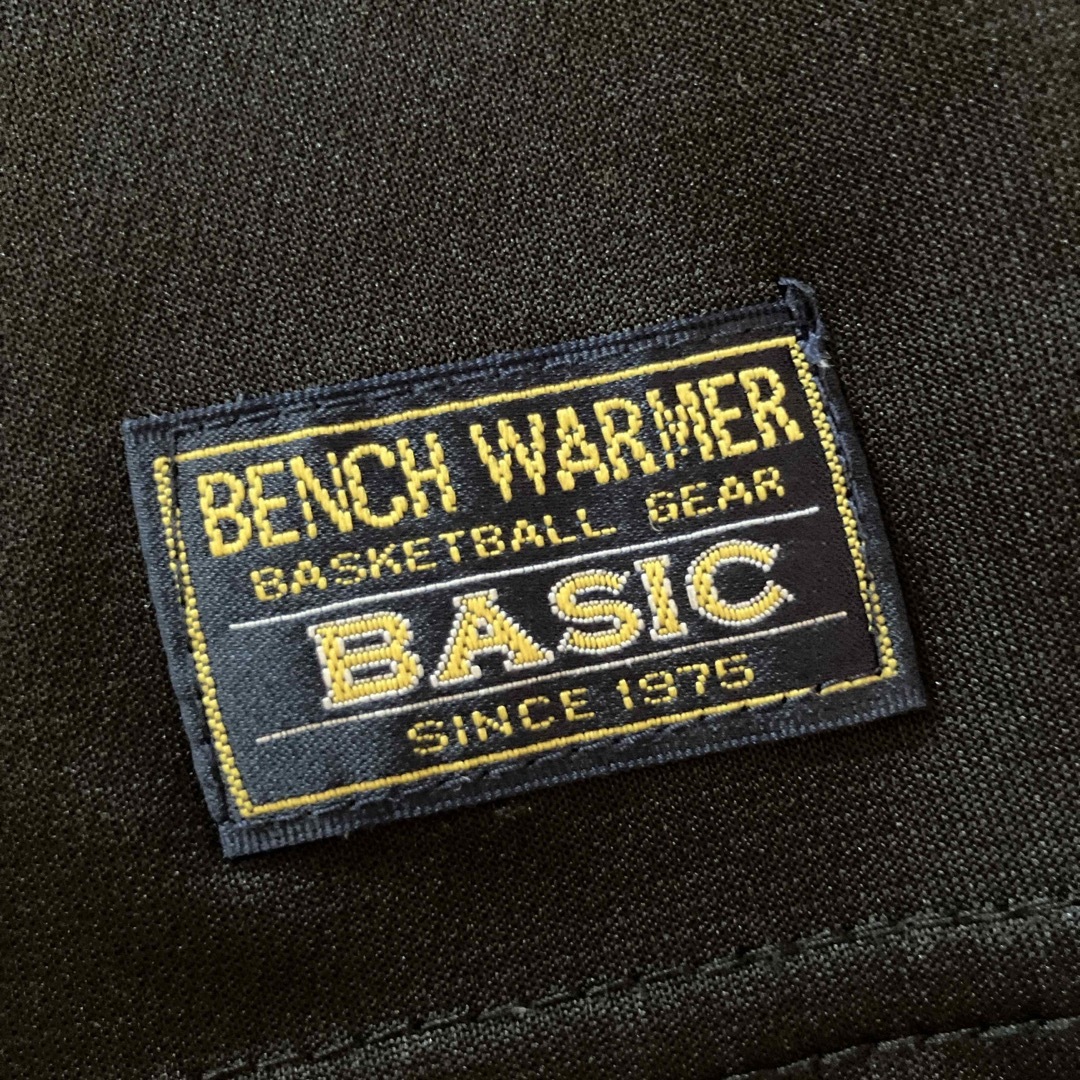 BENCH WARMER
BASKETBALL GEAR
BASIC
SINCE 1975